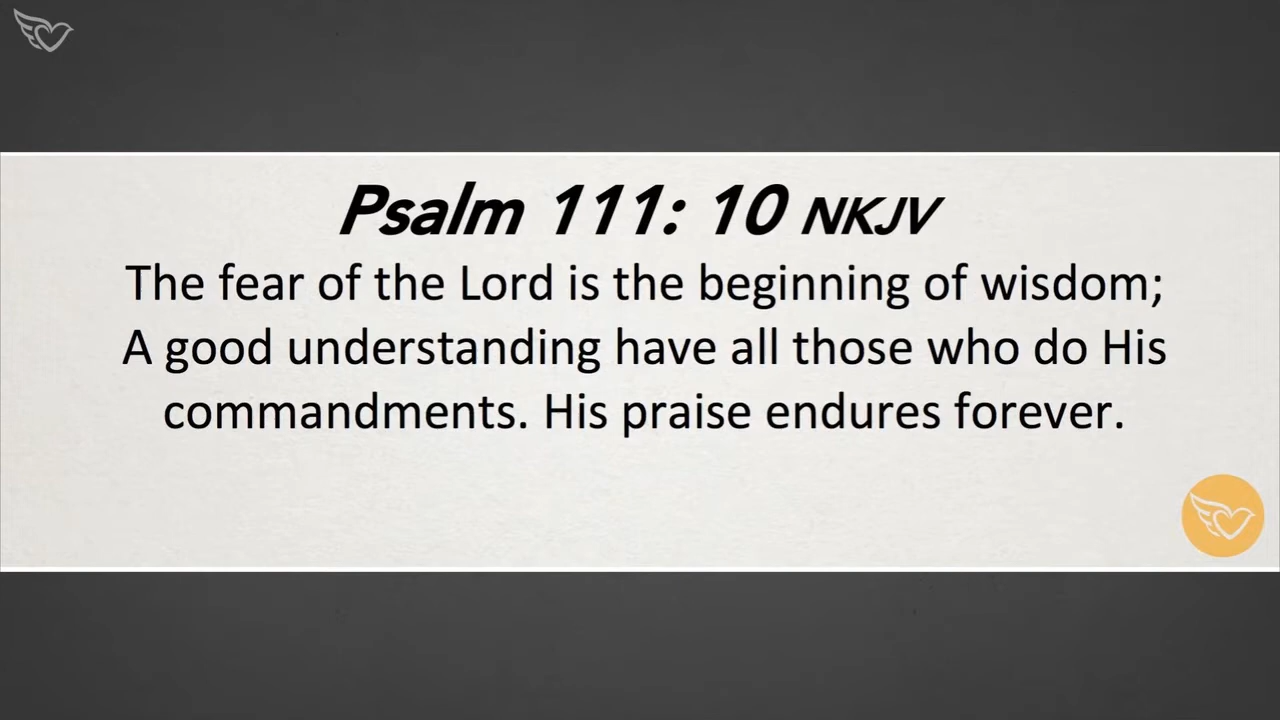 Psalm 111: 10 NKJV
The fear of the Lord is the beginning of wisdom;
A good understanding have all those who do His
commandments. His praise endures forever.